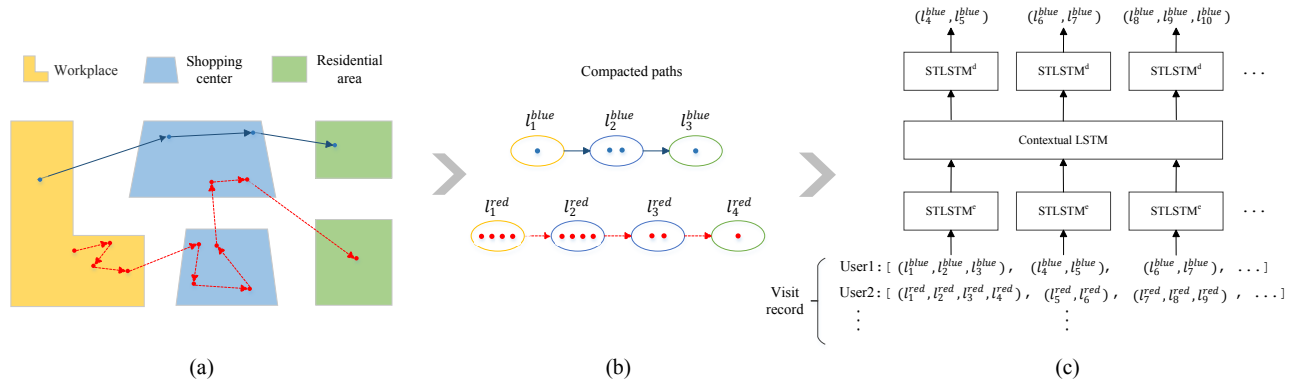 Workplace
Shopping
center
Residential
area
(a)
Compacted paths
l_1^{blue} l_2^{blue} l_3^{blue}
l_1^{red} l_2^{red} l_3^{red} l_4^{red}
(b)
(l_4^{blue}, l_5^{blue}) (l_6^{blue}, l_7^{blue}) (l_8^{blue}, l_9^{blue}, l_{10}^{blue})
STLSTM^d STLSTM^d STLSTM^d ...
Contextual LSTM
STLSTM^e STLSTM^e STLSTM^e ...
Visit
record
User1:[ (l_1^{blue}, l_2^{blue}, l_3^{blue}), (l_4^{blue}, l_5^{blue}), (l_6^{blue}, l_7^{blue}), ...]
User2:[ (l_1^{red}, l_2^{red}, l_3^{red}, l_4^{red}), (l_5^{red}, l_6^{red}), (l_7^{red}, l_8^{red}, l_9^{red}), ...]
(c)